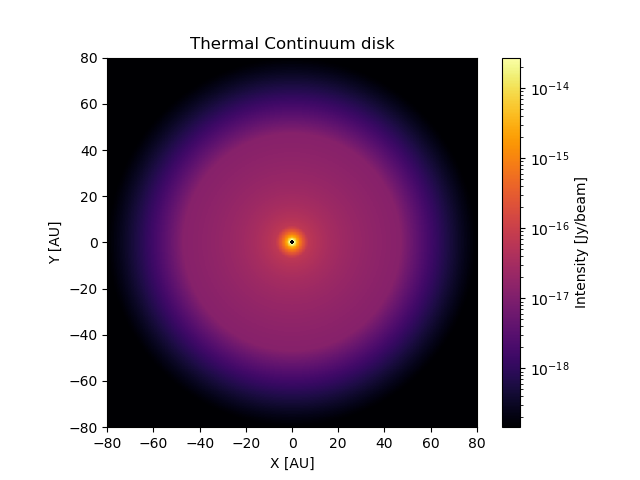 Thermal Continuum disk
80
60
40
20
0
−20
−40
−60
−80
Y [AU]
−80 −60 −40 −20 0 20 40 60 80
X [AU]
10⁻¹⁴
10⁻¹⁵
10⁻¹⁶
10⁻¹⁷
10⁻¹⁸
Intensity [Jy/beam]